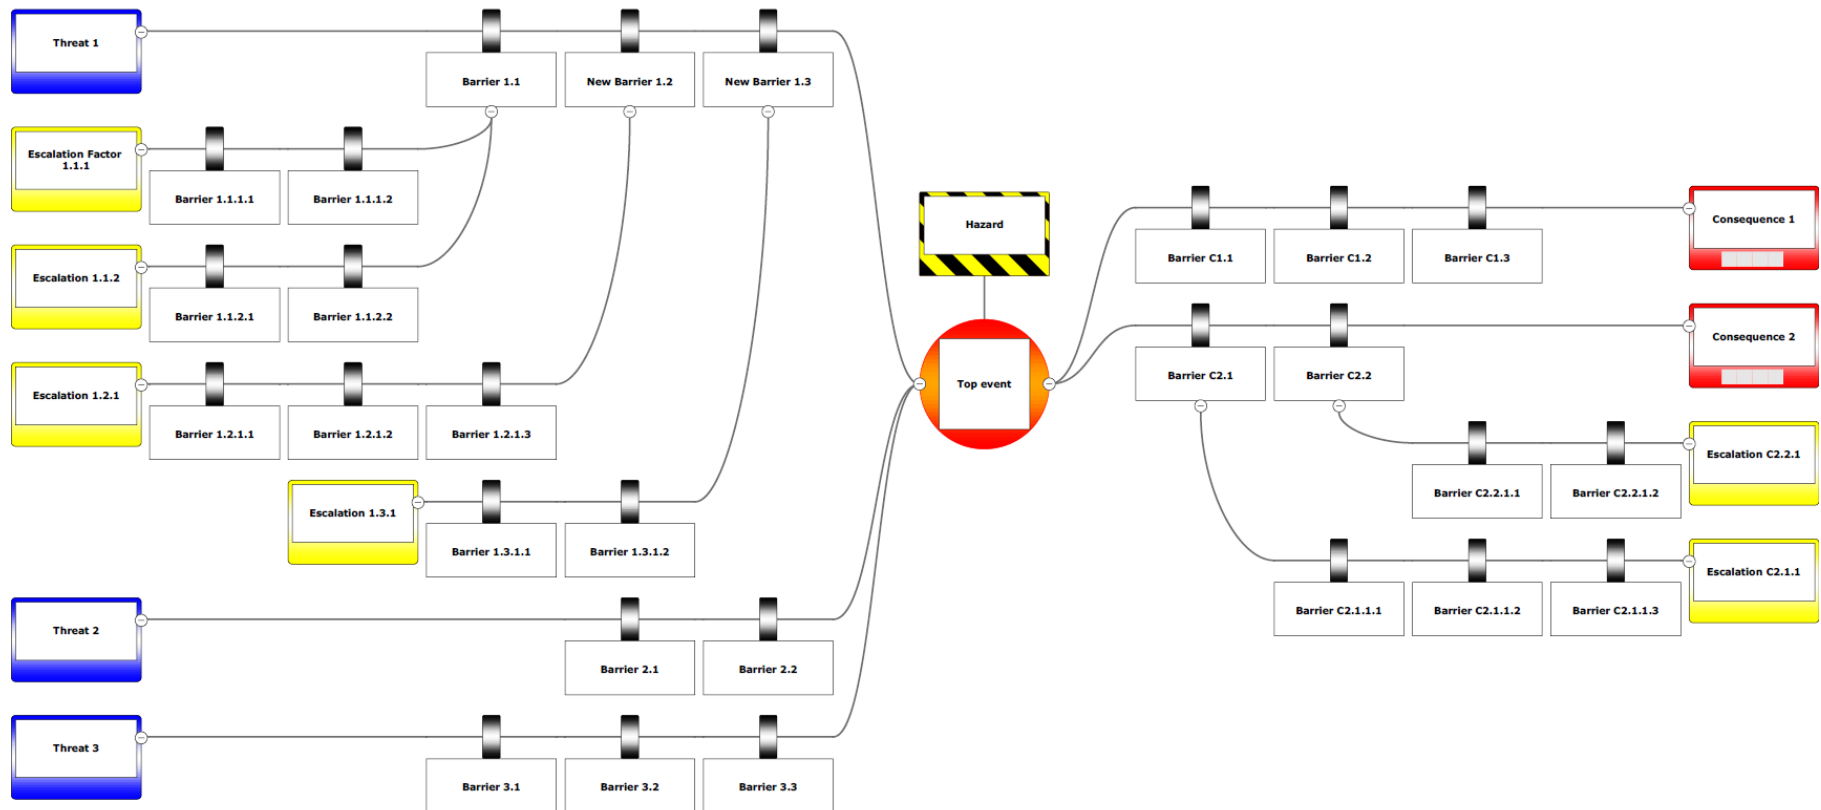 Threat 1
Barrier 1.1
New Barrier 1.2
New Barrier 1.3
Escalation Factor
1.1.1
Barrier 1.1.1.1
Barrier 1.1.1.2
Escalation 1.1.2
Barrier 1.1.2.1
Barrier 1.1.2.2
Escalation 1.2.1
Barrier 1.2.1.1
Barrier 1.2.1.2
Barrier 1.2.1.3
Escalation 1.3.1
Barrier 1.3.1.1
Barrier 1.3.1.2
Threat 2
Barrier 2.1
Barrier 2.2
Threat 3
Barrier 3.1
Barrier 3.2
Barrier 3.3
Hazard
Top event
Barrier C1.1
Barrier C1.2
Barrier C1.3
Consequence 1
Barrier C2.1
Barrier C2.2
Consequence 2
Barrier C2.2.1.1
Barrier C2.2.1.2
Escalation C2.2.1
Barrier C2.1.1.1
Barrier C2.1.1.2
Barrier C2.1.1.3
Escalation C2.1.1